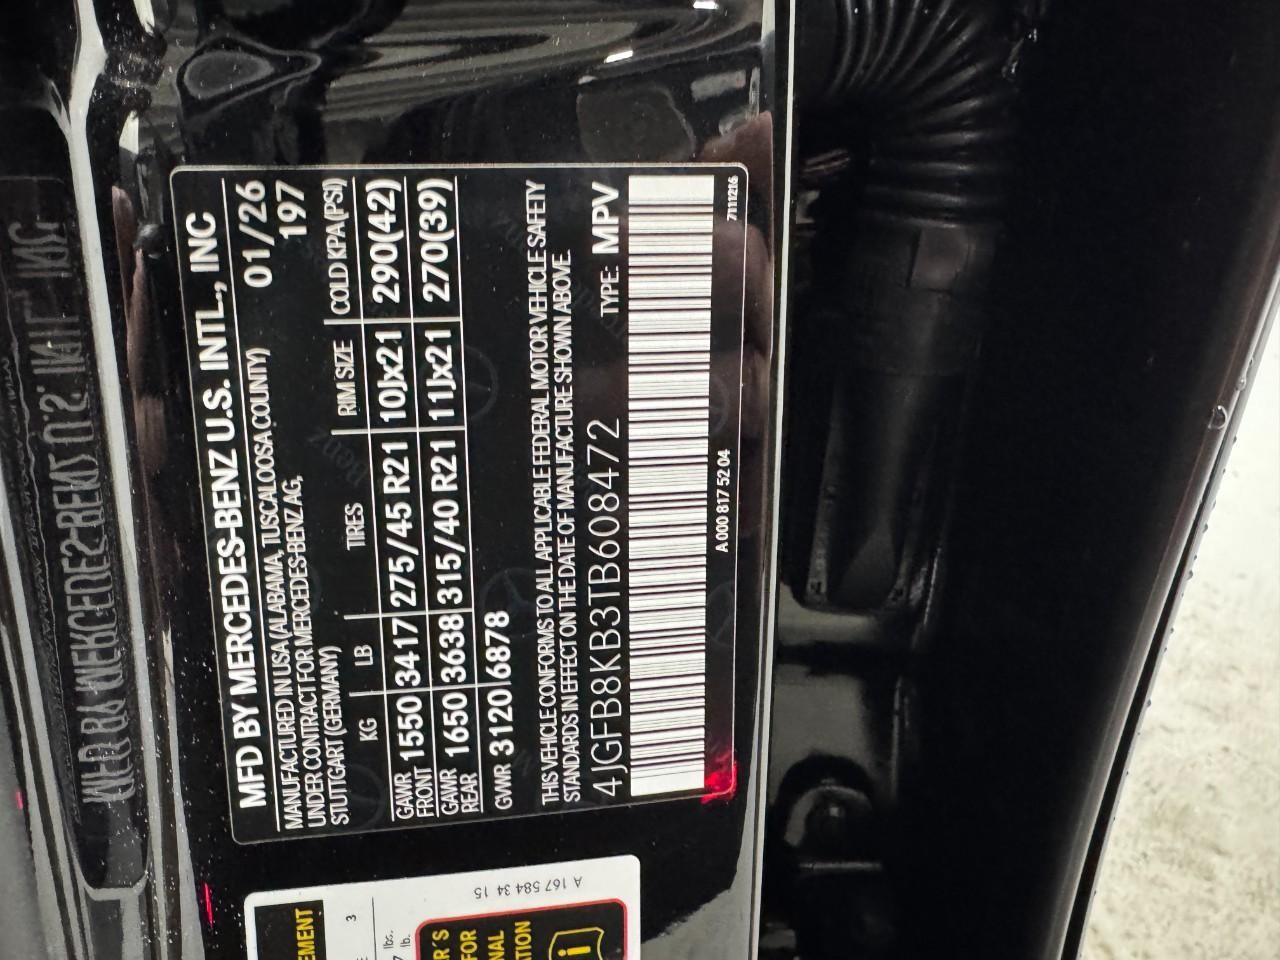 MFD BY MERCEDES-BENZ U.S. INTL., INC
MANUFACTURED IN USA (ALABAMA, TUSCALOOSA COUNTY) 01/26
UNDER CONTRACT FOR MERCEDES-BENZ AG, 197
STUTTGART (GERMANY)
KG LB TIRES RIM SIZE COLD KPA (PSI)
GAWR FRONT 1550 3417 275/45 R21 10Jx21 290(42)
GAWR REAR 1650 3638 315/40 R21 11Jx21 270(39)
GVWR 3120 6878
THIS VEHICLE CONFORMS TO ALL APPLICABLE FEDERAL MOTOR VEHICLE SAFETY
STANDARDS IN EFFECT ON THE DATE OF MANUFACTURE SHOWN ABOVE.
4JGFB8KB3TB608472 TYPE: MPV
A 000 817 52 04
7111216
A 167 584 34 15
3
lbs.
lb.